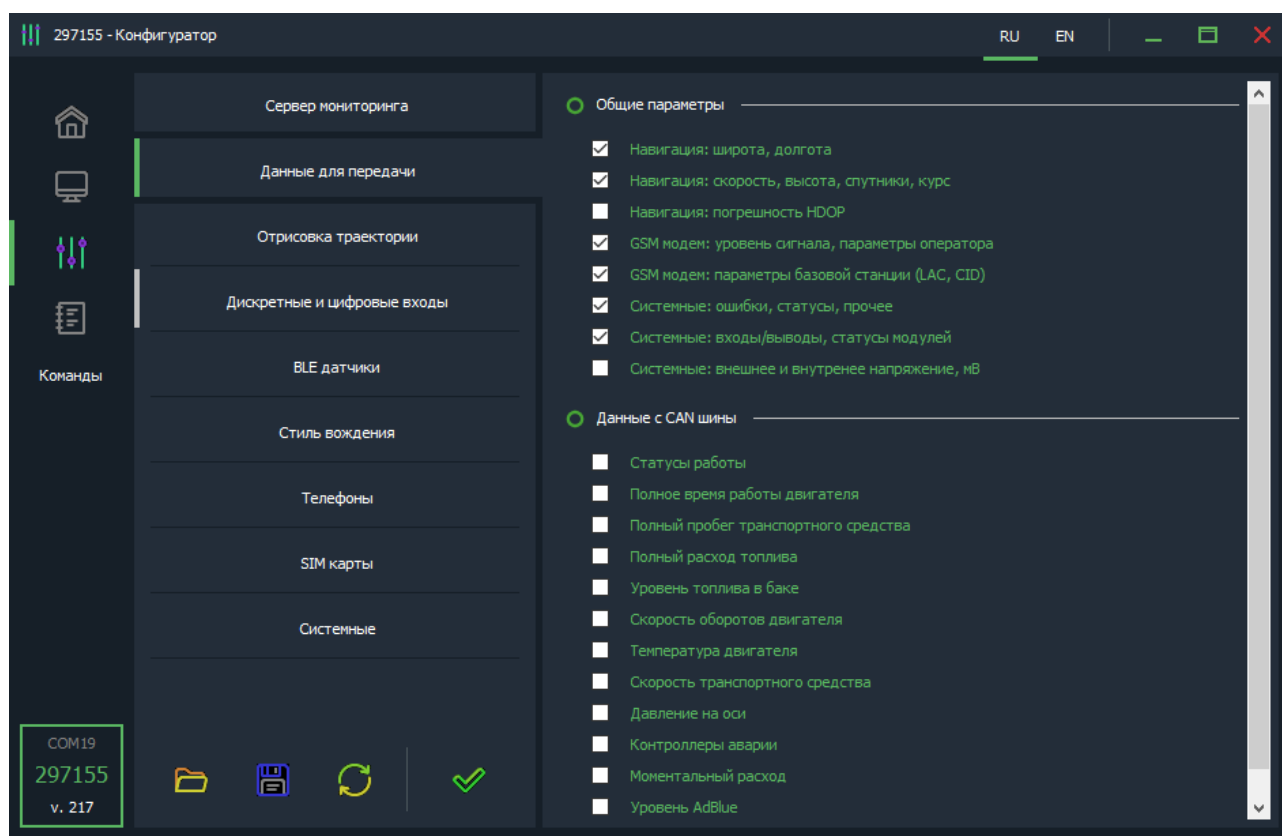 297155 - Конфигуратор
RU
EN
Команды
COM19
297155
v. 217
Сервер мониторинга
Данные для передачи
Отрисовка траектории
Дискретные и цифровые входы
BLE датчики
Стиль вождения
Телефоны
SIM карты
Системные
Общие параметры
Навигация: широта, долгота
Навигация: скорость, высота, спутники, курс
Навигация: погрешность HDOP
GSM модем: уровень сигнала, параметры оператора
GSM модем: параметры базовой станции (LAC, CID)
Системные: ошибки, статусы, прочее
Системные: входы/выводы, статусы модулей
Системные: внешнее и внутренее напряжение, мВ
Данные с CAN шины
Статусы работы
Полное время работы двигателя
Полный пробег транспортного средства
Полный расход топлива
Уровень топлива в баке
Скорость оборотов двигателя
Температура двигателя
Скорость транспортного средства
Давление на оси
Контроллеры аварии
Моментальный расход
Уровень AdBlue